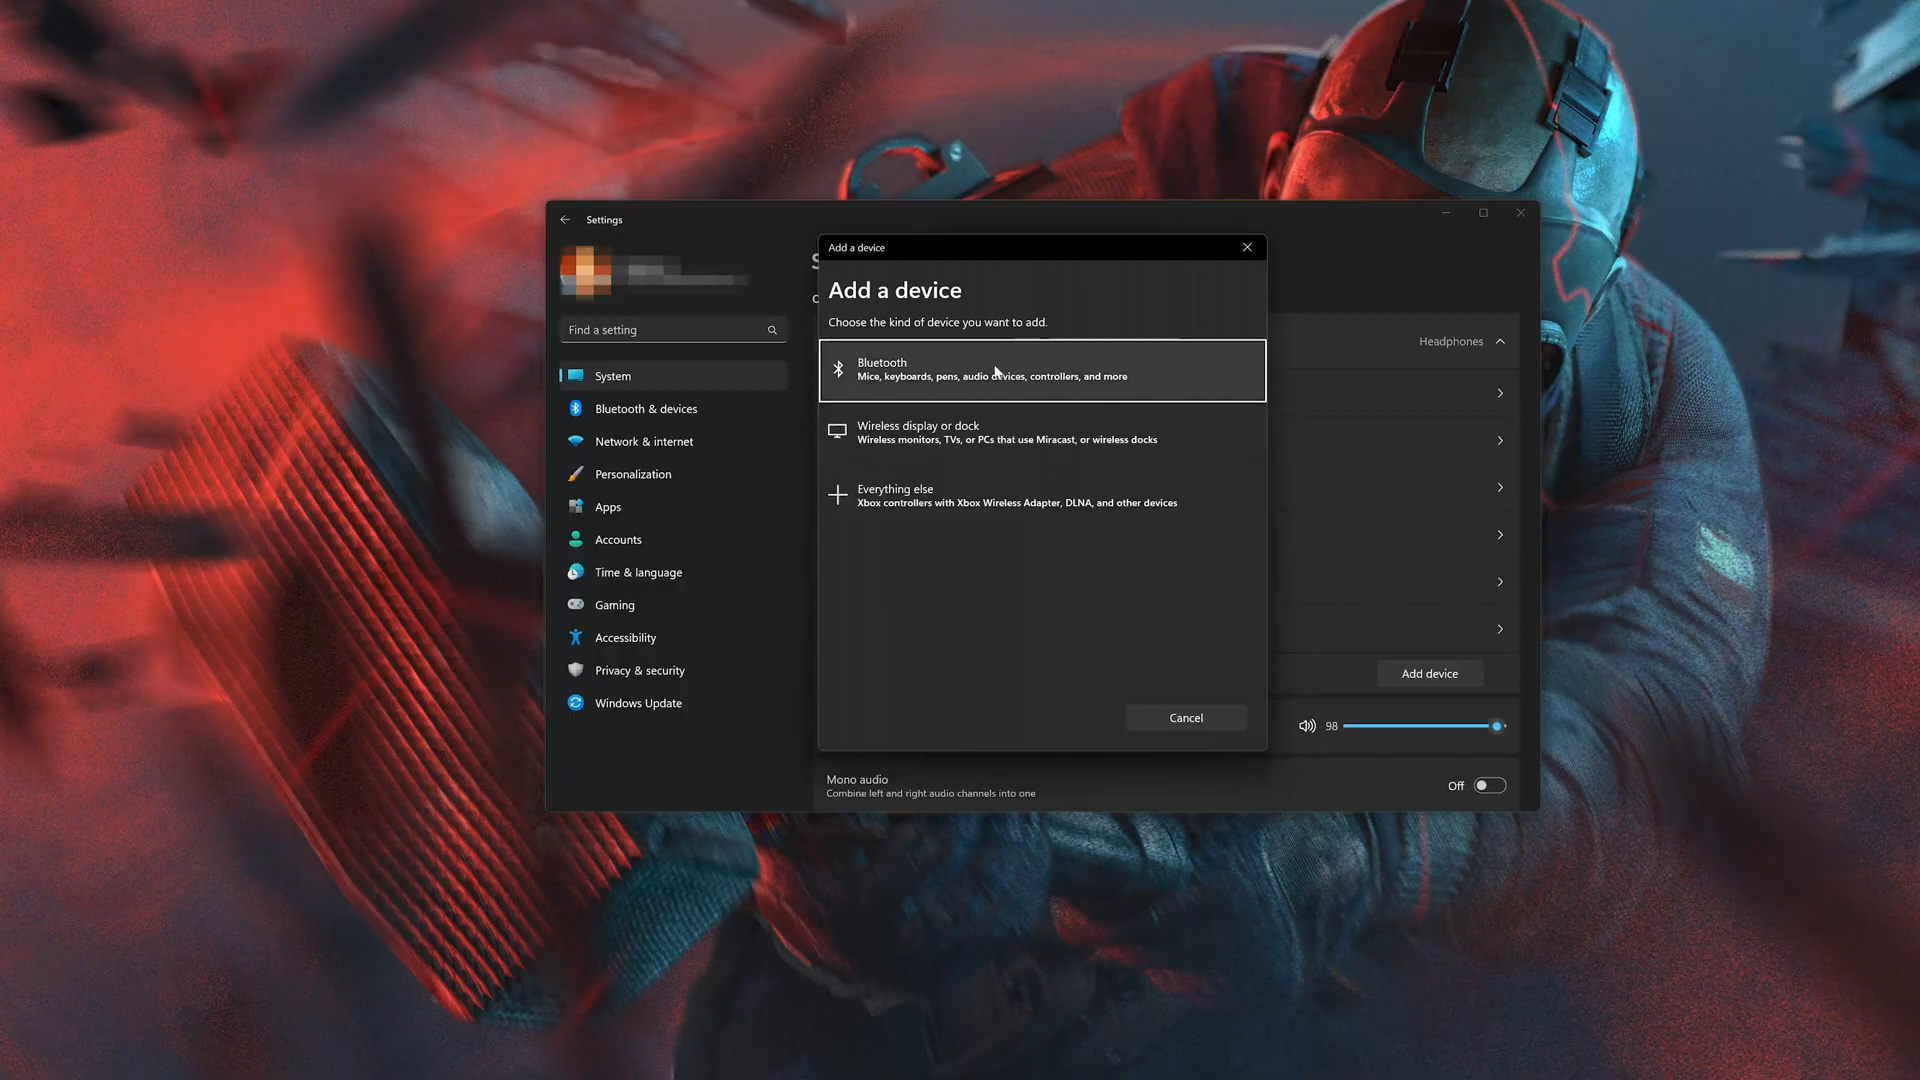 Settings
Find a setting
System
Bluetooth & devices
Network & internet
Personalization
Apps
Accounts
Time & language
Gaming
Accessibility
Privacy & security
Windows Update
Add a device
Add a device
Choose the kind of device you want to add.
Bluetooth
Mice, keyboards, pens, audio devices, controllers, and more
Wireless display or dock
Wireless monitors, TVs, or PCs that use Miracast, or wireless docks
Everything else
Xbox controllers with Xbox Wireless Adapter, DLNA, and other devices
Cancel
Headphones
Add device
98
Mono audio
Combine left and right audio channels into one
Off